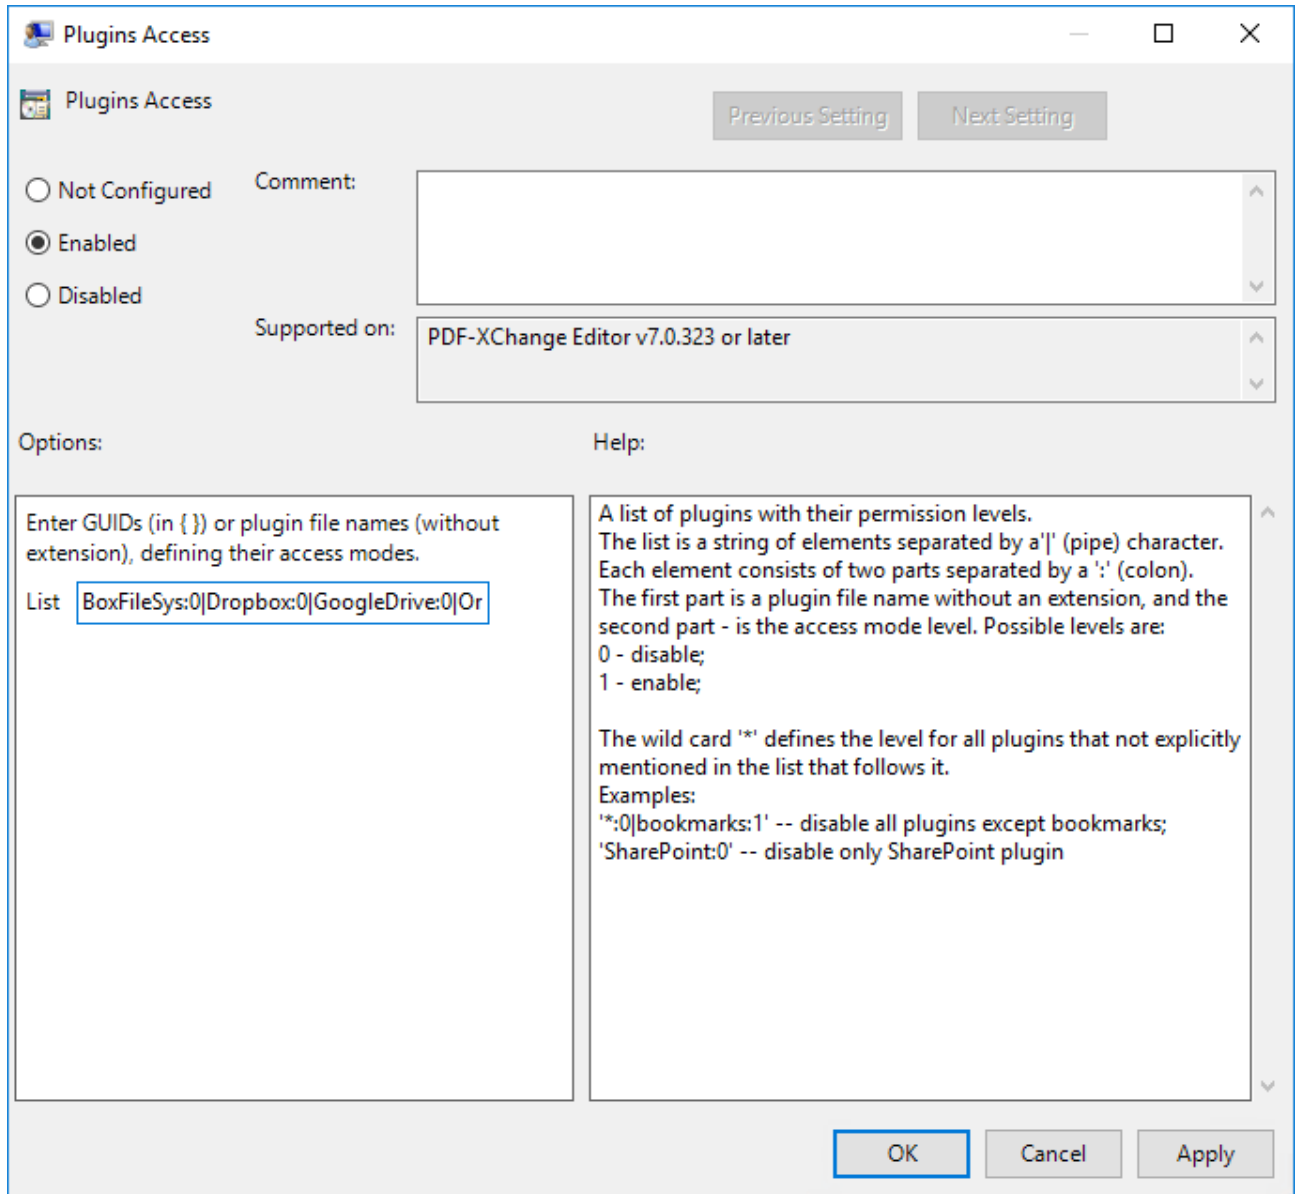 Plugins Access
Plugins Access
Previous Setting
Next Setting
Not Configured
Comment:
Enabled
Disabled
Supported on:
PDF-XChange Editor v7.0.323 or later
Options:
Help:
Enter GUIDs (in { }) or plugin file names (without
extension), defining their access modes.
List
BoxFileSys:0|Dropbox:0|GoogleDrive:0|Or
A list of plugins with their permission levels.
The list is a string of elements separated by a'|' (pipe) character.
Each element consists of two parts separated by a ':' (colon).
The first part is a plugin file name without an extension, and the
second part - is the access mode level. Possible levels are:
0 - disable;
1 - enable;
The wild card '*' defines the level for all plugins that not explicitly
mentioned in the list that follows it.
Examples:
'*:0|bookmarks:1' -- disable all plugins except bookmarks;
'SharePoint:0' -- disable only SharePoint plugin
OK
Cancel
Apply